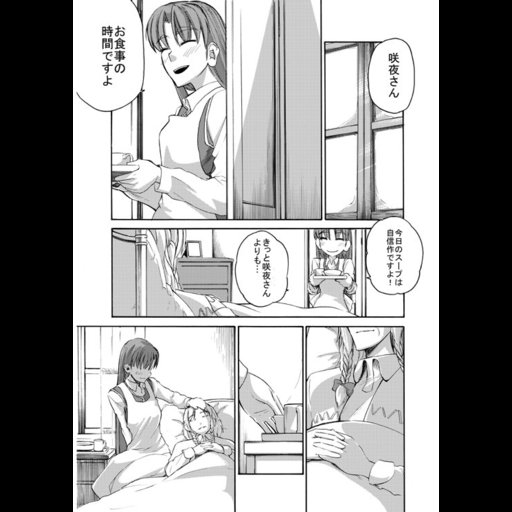 咲夜さん
お食事の
時間ですよ
今日のスープは
自信作ですよ！
きっと咲夜さん
よりも…